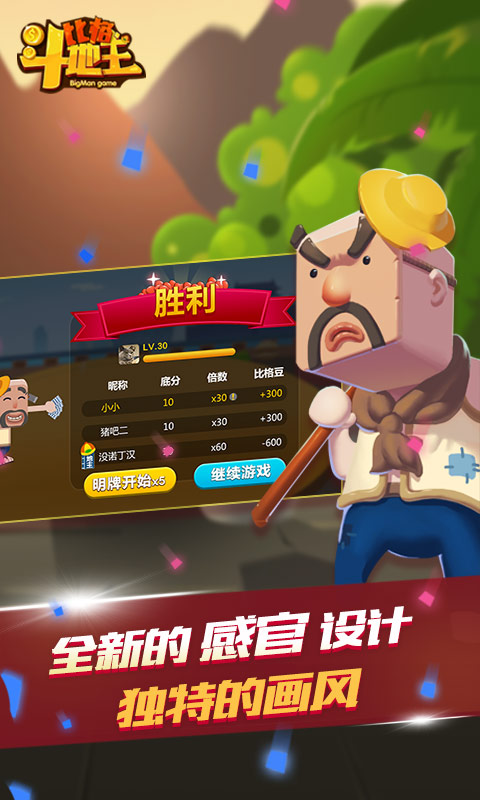 比格
斗地主
BigMan game
胜利
LV.30
昵称 底分 倍数 比格豆
小小 10 x30 +300
猪吧二 10 x30 +300
没诺丁汉 x60 -600
明牌开始x5 继续游戏
全新的 感官 设计
独特的画风